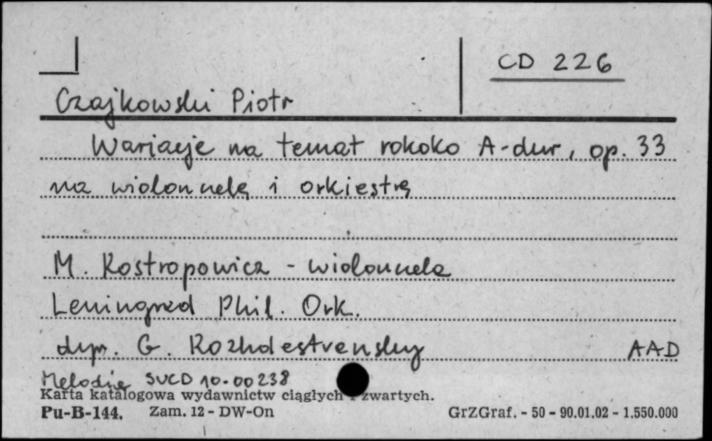 CD 226
Czajkowski Piotr
Wariacje na temat rokoko A-dur, op. 33
na wiolonczelę i orkiestrę
M. Rostropowicz - wiolonczela
Leningrad Phil. Ork.
dyr. G. Rozhdestvensky AAD
Melodia SUCD 10-00238
Karta katalogowa wydawnictw ciągłych i zwartych.
Pu-B-144. Zam. 12 - DW-On GrZGraf. - 50 - 90.01.02 - 1.550.000